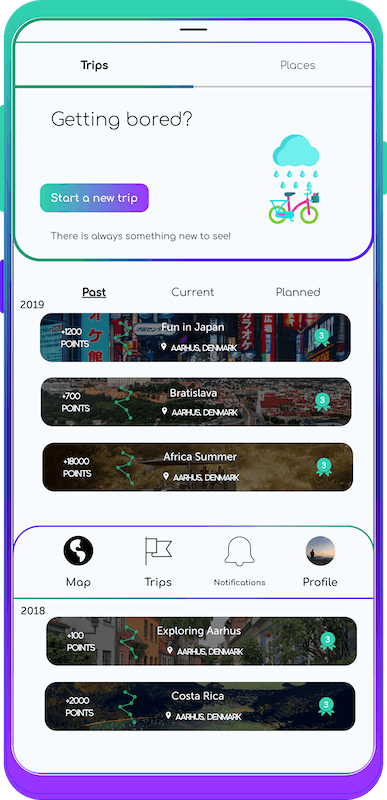 Trips
Places
Getting bored?
Start a new trip
There is always something new to see!
Past
Current
Planned
2019
+1200
POINTS
Fun in Japan
AARHUS, DENMARK
3
+700
POINTS
Bratislava
AARHUS, DENMARK
+18000
POINTS
Africa Summer
AARHUS, DENMARK
3
Map
Trips
Notifications
Profile
2018
+100
POINTS
Exploring Aarhus
AARHUS, DENMARK
3
+2000
POINTS
Costa Rica
AARHUS, DENMARK
3